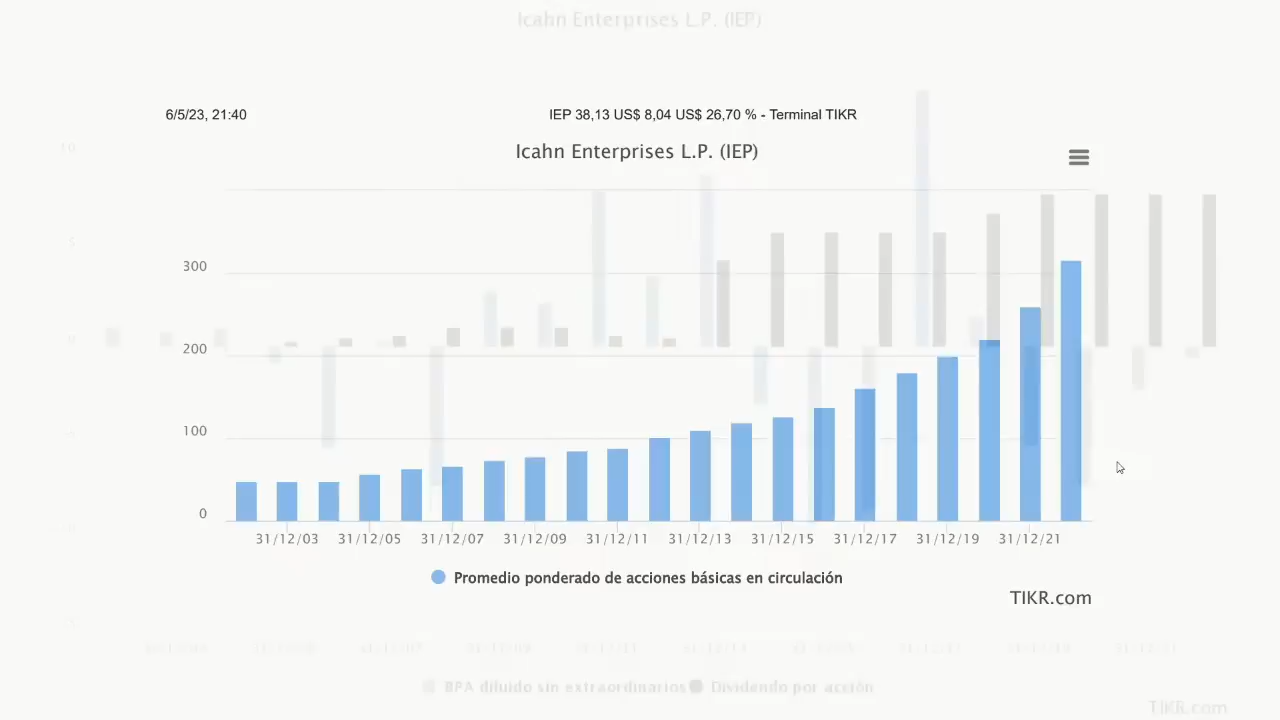 Icahn Enterprises L.P. (IEP)
6/5/23, 21:40
IEP 38,13 US$ 8,04 US$ 26,70 % - Terminal TIKR
Icahn Enterprises L.P. (IEP)
300
200
100
0
31/12/03 31/12/05 31/12/07 31/12/09 31/12/11 31/12/13 31/12/15 31/12/17 31/12/19 31/12/21
Promedio ponderado de acciones básicas en circulación
TIKR.com
BPA diluido sin extraordinarios Dividendo por acción
TIKR.com